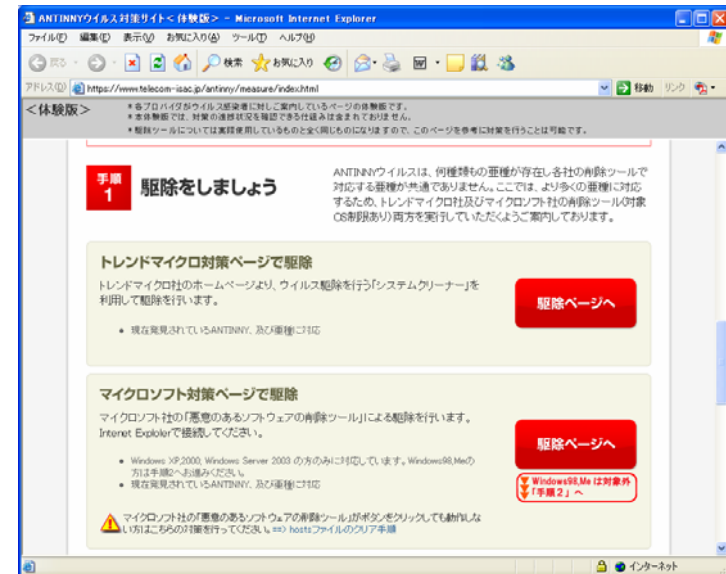 ANTINNYウイルス対策サイト<体験版> - Microsoft Internet Explorer
ファイル(F) 編集(E) 表示(V) お気に入り(A) ツール(T) ヘルプ(H)
戻る 検索 お気に入り
アドレス(D) https://www.telecom-isac.jp/antinny/measure/index.html 移動 リンク
<体験版>
*各プロバイダがウイルス感染者に対しご案内しているページの体験版です。
*本体験版では、対策の進捗状況を確認できる仕組みは含まれておりません。
*駆除ツールについては実際使用しているものと全く同じものになりますので、このページを参考に対策を行うことは可能です。
手順
1
駆除をしましょう
ANTINNYウイルスは、何種類もの亜種が存在し各社の削除ツールで
対応する亜種が共通でありません。ここでは、より多くの亜種に対応
するため、トレンドマイクロ社及びマイクロソフト社の削除ツール(対象
OS制限あり)両方を実行していただくようご案内しております。
トレンドマイクロ対策ページで駆除
トレンドマイクロ社のホームページより、ウイルス駆除を行う「システムクリーナー」を
利用して駆除を行います。
• 現在発見されているANTINNY、及び亜種に対応
駆除ページへ
マイクロソフト対策ページで駆除
マイクロソフト社の「悪意のあるソフトウェアの削除ツール」による駆除を行います。
Interet Explolerで接続してください。
• Windows XP,2000, Windows Server 2003 の方のみに対応しています。Windows98,Meの
方は手順2へお進みください。
• 現在発見されているANTINNY、及び亜種に対応
駆除ページへ
Windows98,Me は対象外
「手順2」へ
マイクロソフト社の「悪意のあるソフトウェアの削除ツール」がボタンをクリックしても動作しな
い方はこちらの対策を行ってください。==> hostsファイルのクリア手順
インターネット